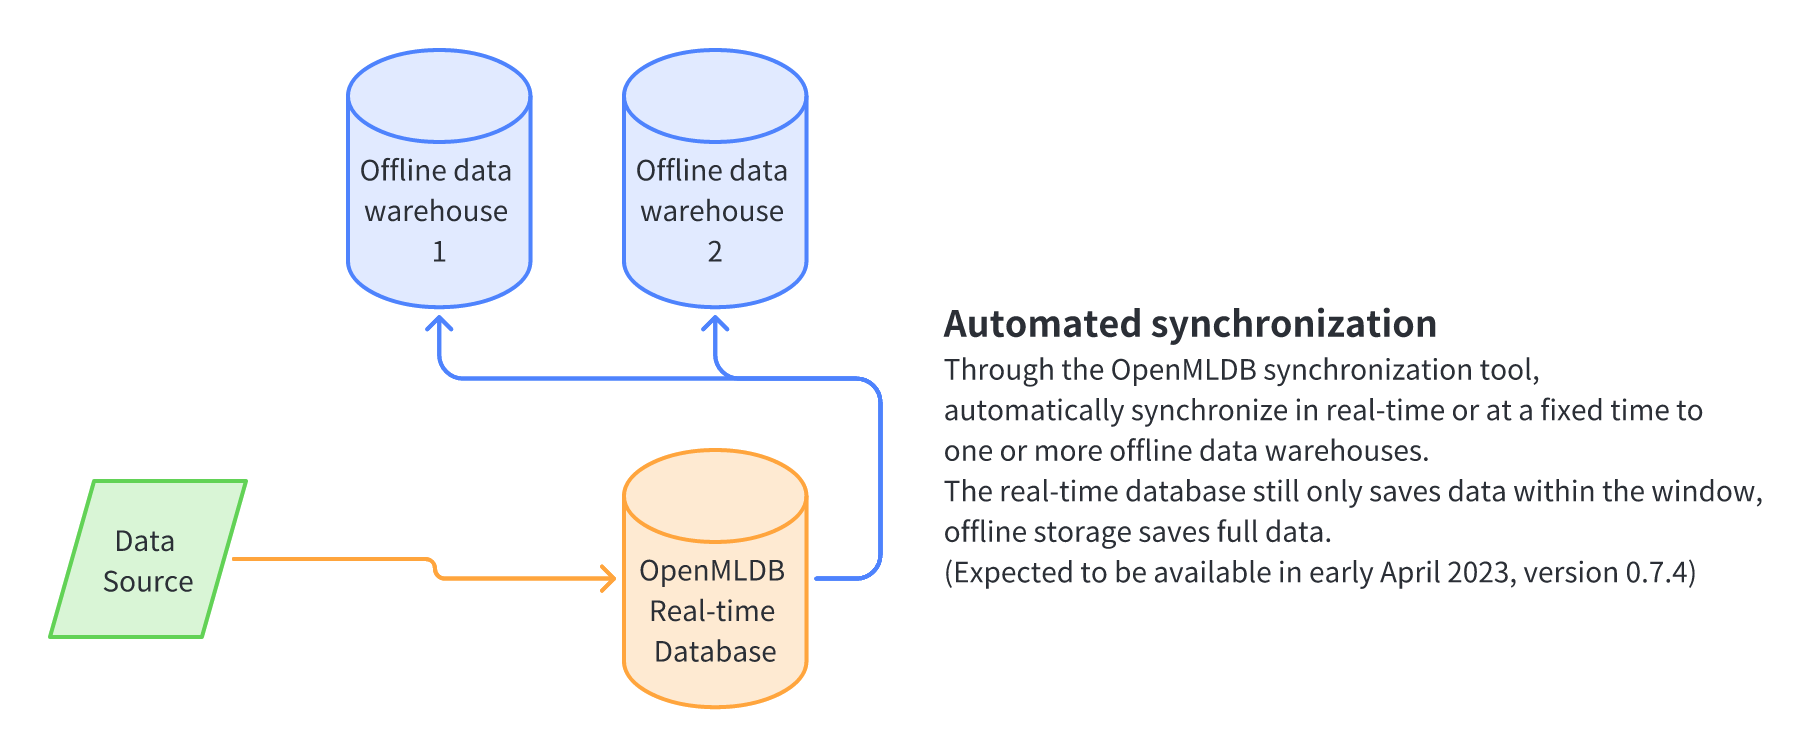 Offline data
warehouse
1
Offline data
warehouse
2
Automated synchronization
Through the OpenMLDB synchronization tool,
automatically synchronize in real-time or at a fixed time to
one or more offline data warehouses.
The real-time database still only saves data within the window,
offline storage saves full data.
(Expected to be available in early April 2023, version 0.7.4)
Data
Source
OpenMLDB
Real-time
Database